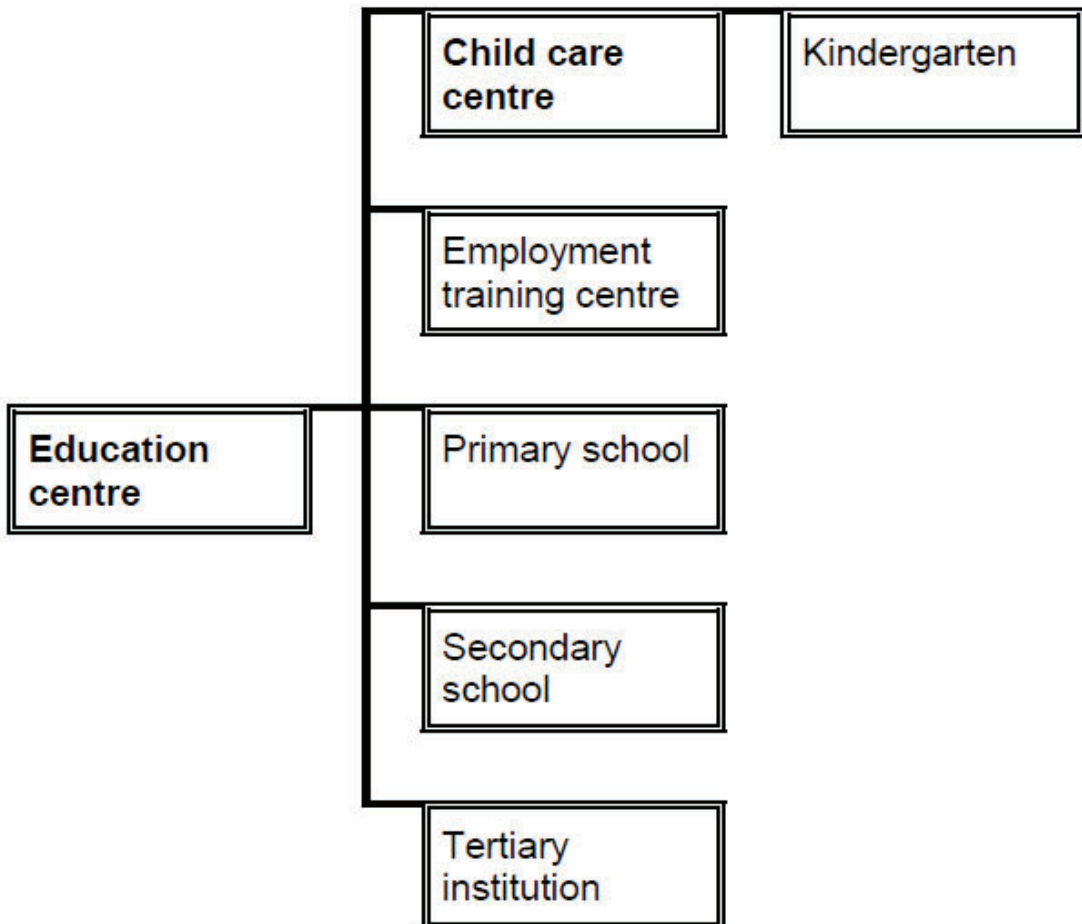 Child care
centre
Kindergarten
Employment
training centre
Education
centre
Primary school
Secondary
school
Tertiary
institution